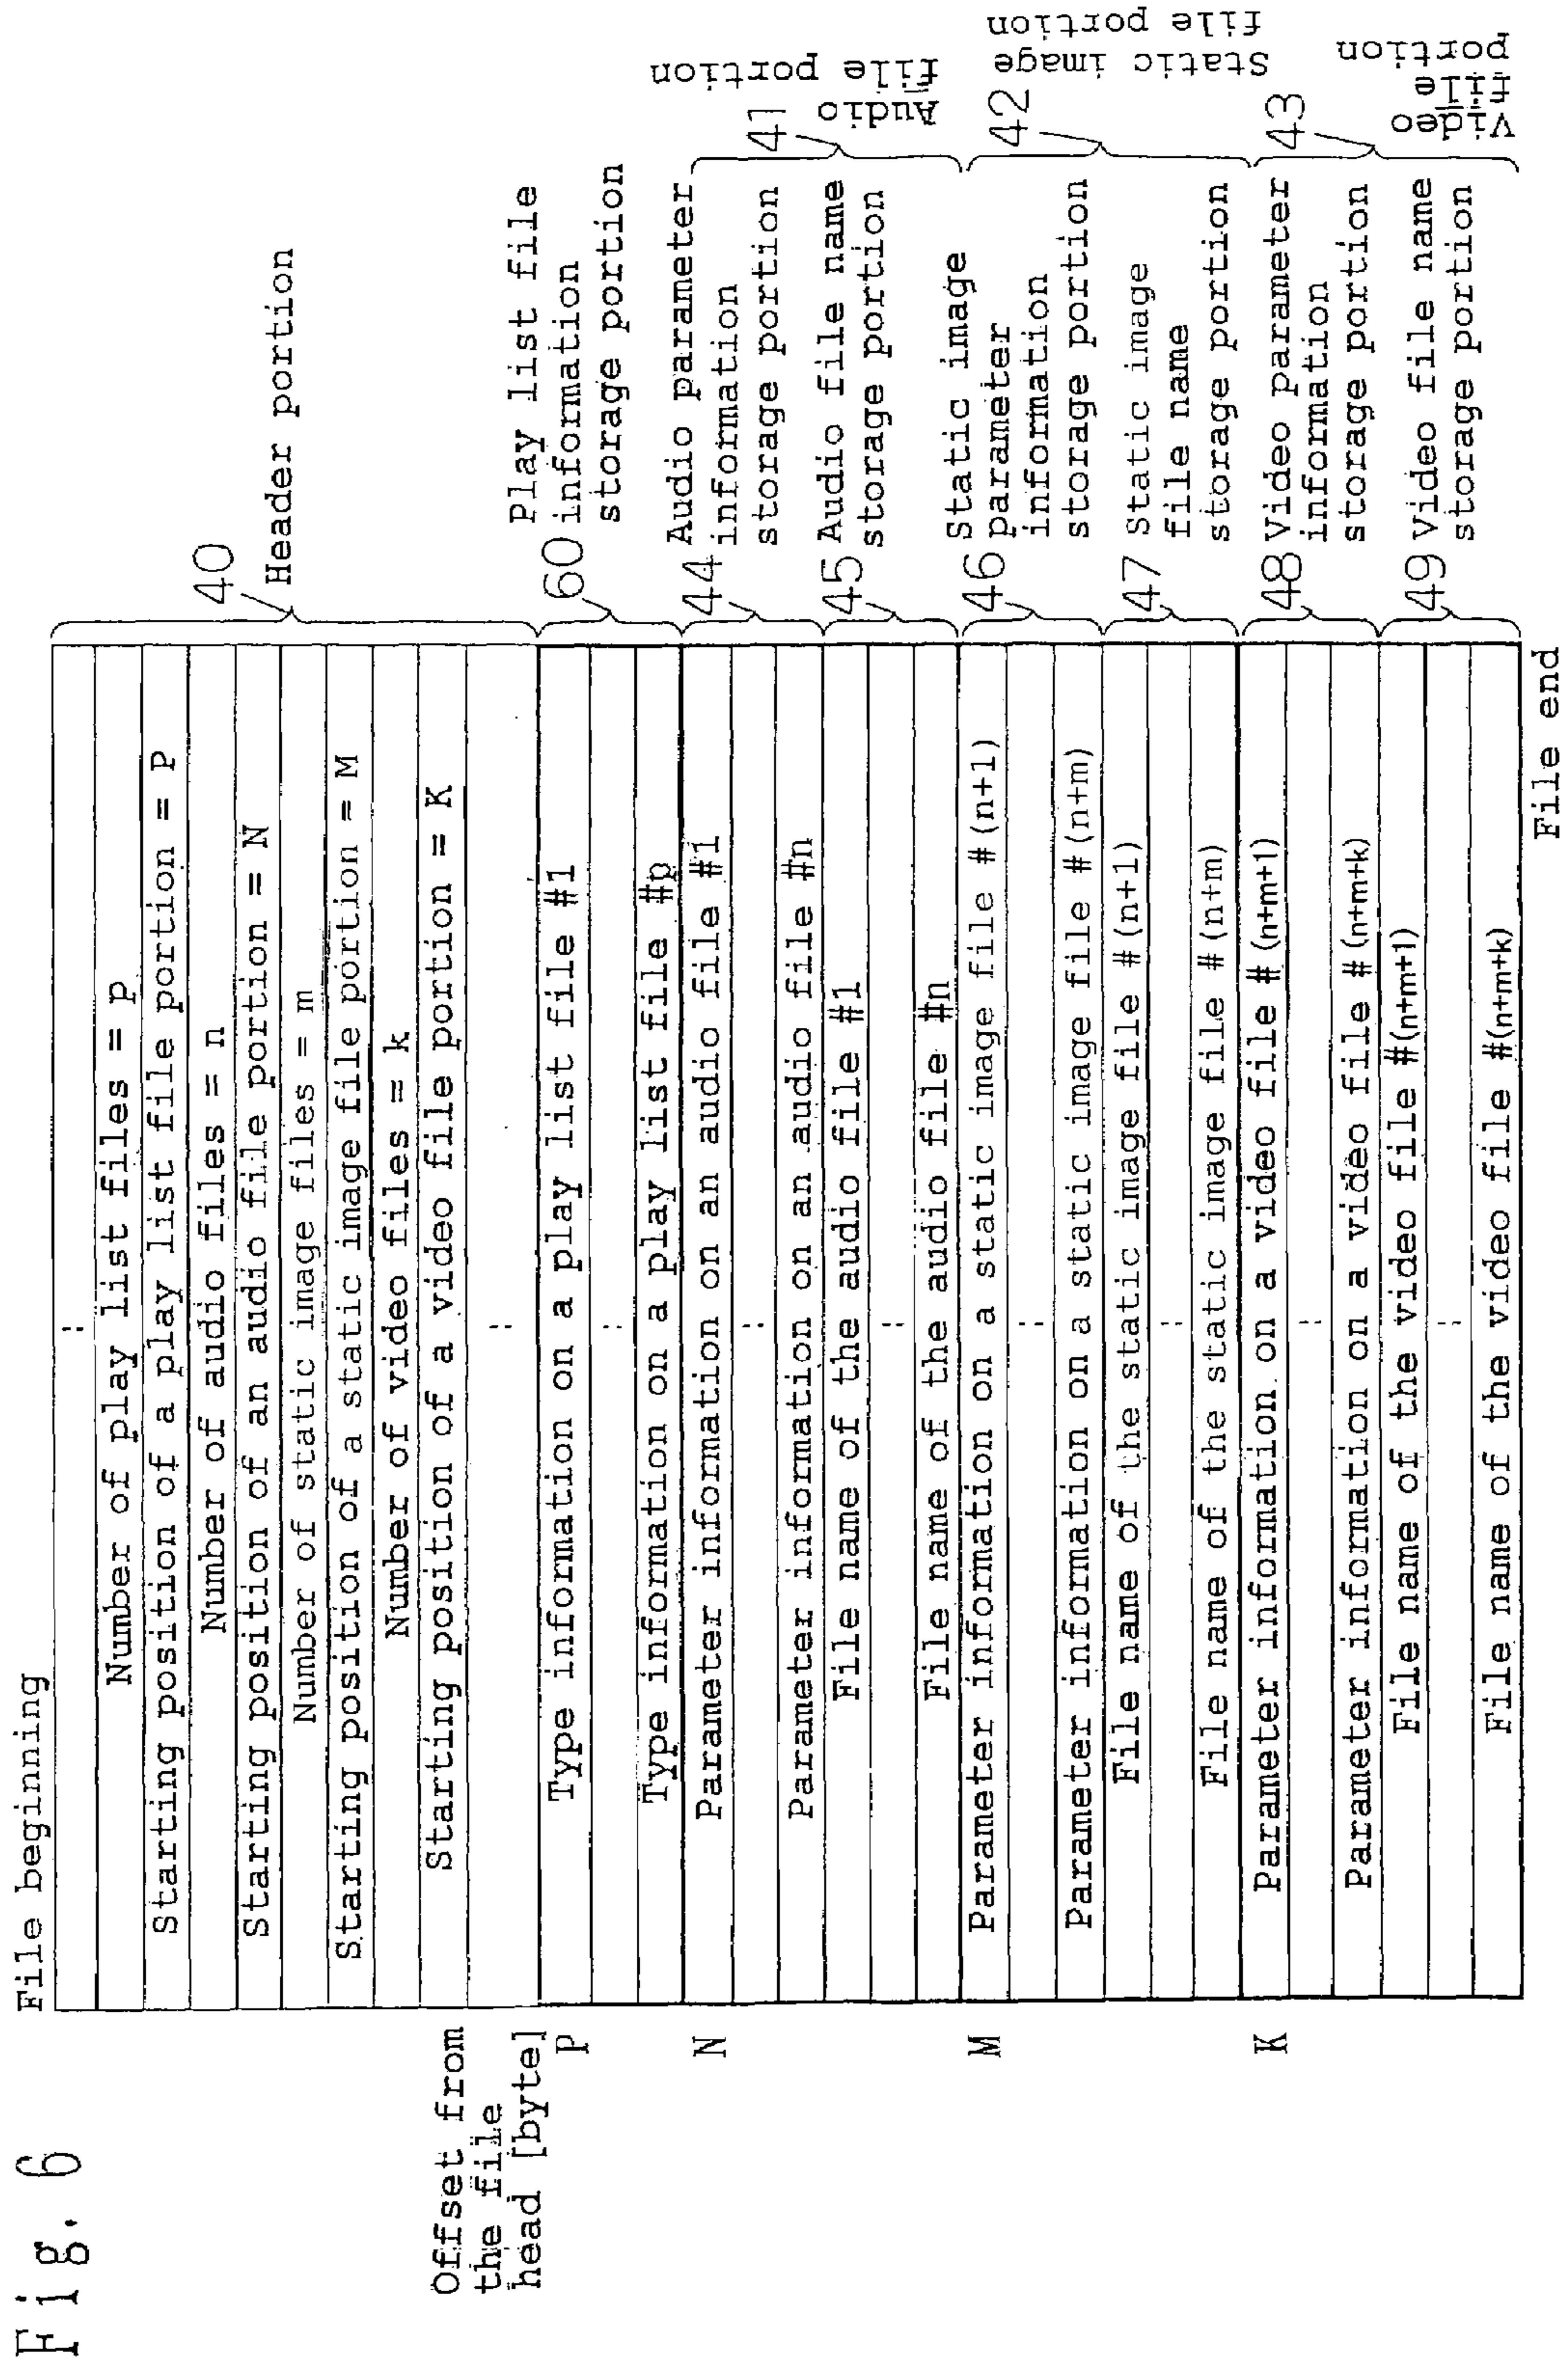 Fig. 6
File beginning
Number of play list files = p
Starting position of a play list file portion = P
Number of audio files = n
Starting position of an audio file portion = N
Number of static image files = m
Starting position of a static image file portion = M
Number of video files = k
Starting position of a video file portion = K
40
Header portion
Offset from
the file
head [byte]
P
Type information on a play list file #1
Type information on a play list file #p
60
Play list file
information
storage portion
N
Parameter information on an audio file #1
Parameter information on an audio file #n
44
Audio parameter
information
storage portion
File name of the audio file #1
File name of the audio file #n
45
Audio file name
storage portion
41
Audio
file portion
M
Parameter information on a static image file #(n+1)
Parameter information on a static image file #(n+m)
46
Static image
parameter
information
storage portion
File name of the static image file #(n+1)
File name of the static image file #(n+m)
47
Static image
file name
storage portion
42
Static image
file portion
K
Parameter information on a video file #(n+m+1)
Parameter information on a video file #(n+m+k)
48
Video parameter
information
storage portion
File name of the video file #(n+m+1)
File name of the video file #(n+m+k)
49
Video file name
storage portion
43
Video
file
portion
File end